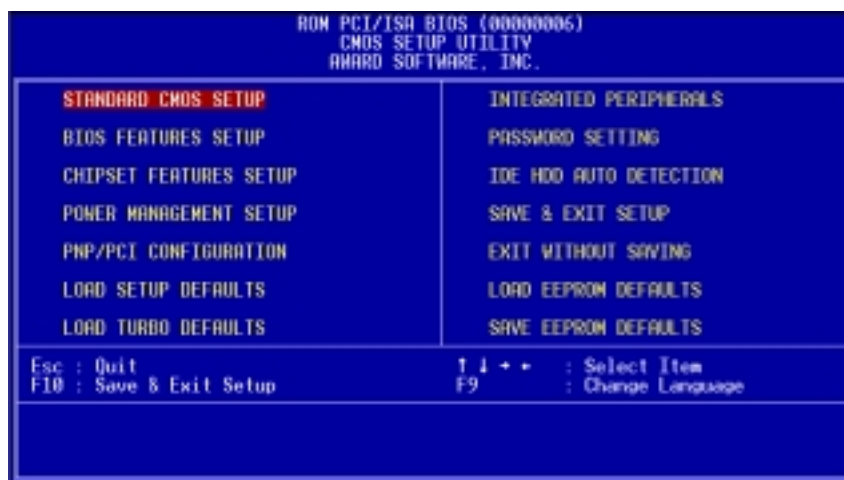 ROM PCI/ISA BIOS (00000006)
CMOS SETUP UTILITY
AWARD SOFTWARE, INC.
STANDARD CMOS SETUP
BIOS FEATURES SETUP
CHIPSET FEATURES SETUP
POWER MANAGEMENT SETUP
PNP/PCI CONFIGURATION
LOAD SETUP DEFAULTS
LOAD TURBO DEFAULTS
INTEGRATED PERIPHERALS
PASSWORD SETTING
IDE HDD AUTO DETECTION
SAVE & EXIT SETUP
EXIT WITHOUT SAVING
LOAD EEPROM DEFAULTS
SAVE EEPROM DEFAULTS
Esc : Quit
F10 : Save & Exit Setup
↑ ↓ → ← : Select Item
F9 : Change Language